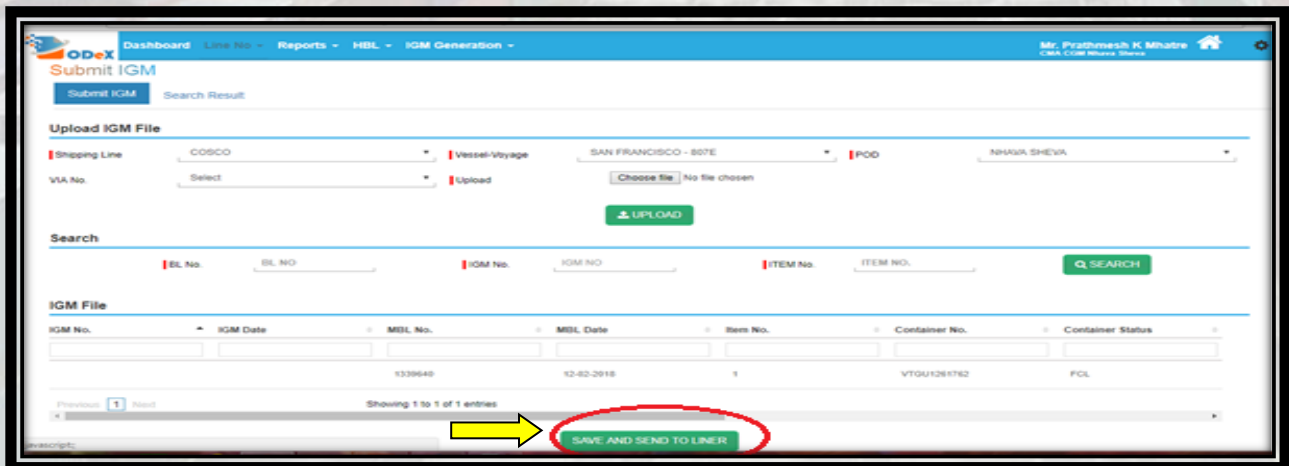 ODeX Dashboard Line No Reports HBL IGM Generation Mr. Prathmesh K Mhatre
CMA CGM Nhava Sheva
Submit IGM
Submit IGM Search Result
Upload IGM File
Shipping Line COSCO Vessel-Voyage SAN FRANCISCO - 807E POD NHAVA SHEVA
VIA No. Select Upload Choose file No file chosen
UPLOAD
Search
BL No. BL NO IGM No. IGM NO ITEM No. ITEM NO. SEARCH
IGM File
IGM No. IGM Date MBL No. MBL Date Item No. Container No. Container Status
1339640 12-02-2018 1 VTGU1261762 FCL
Previous 1 Next Showing 1 to 1 of 1 entries
SAVE AND SEND TO LINER
avascript:;